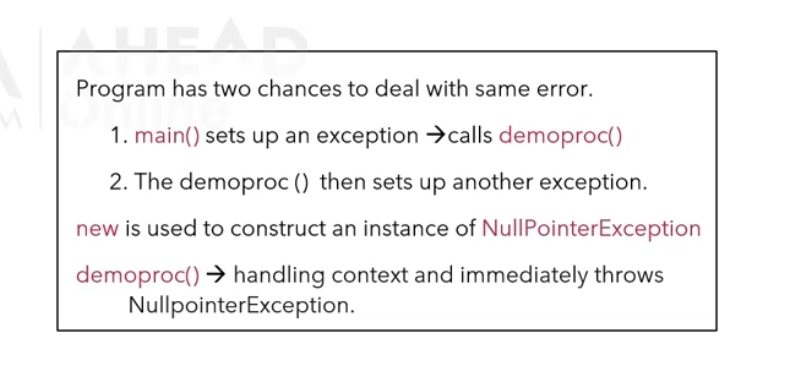 AHEAD
Online
M
Program has two chances to deal with same error.
1. main() sets up an exception →calls demoproc()
2. The demoproc () then sets up another exception.
new is used to construct an instance of NullPointerException
demoproc() → handling context and immediately throws
NullpointerException.